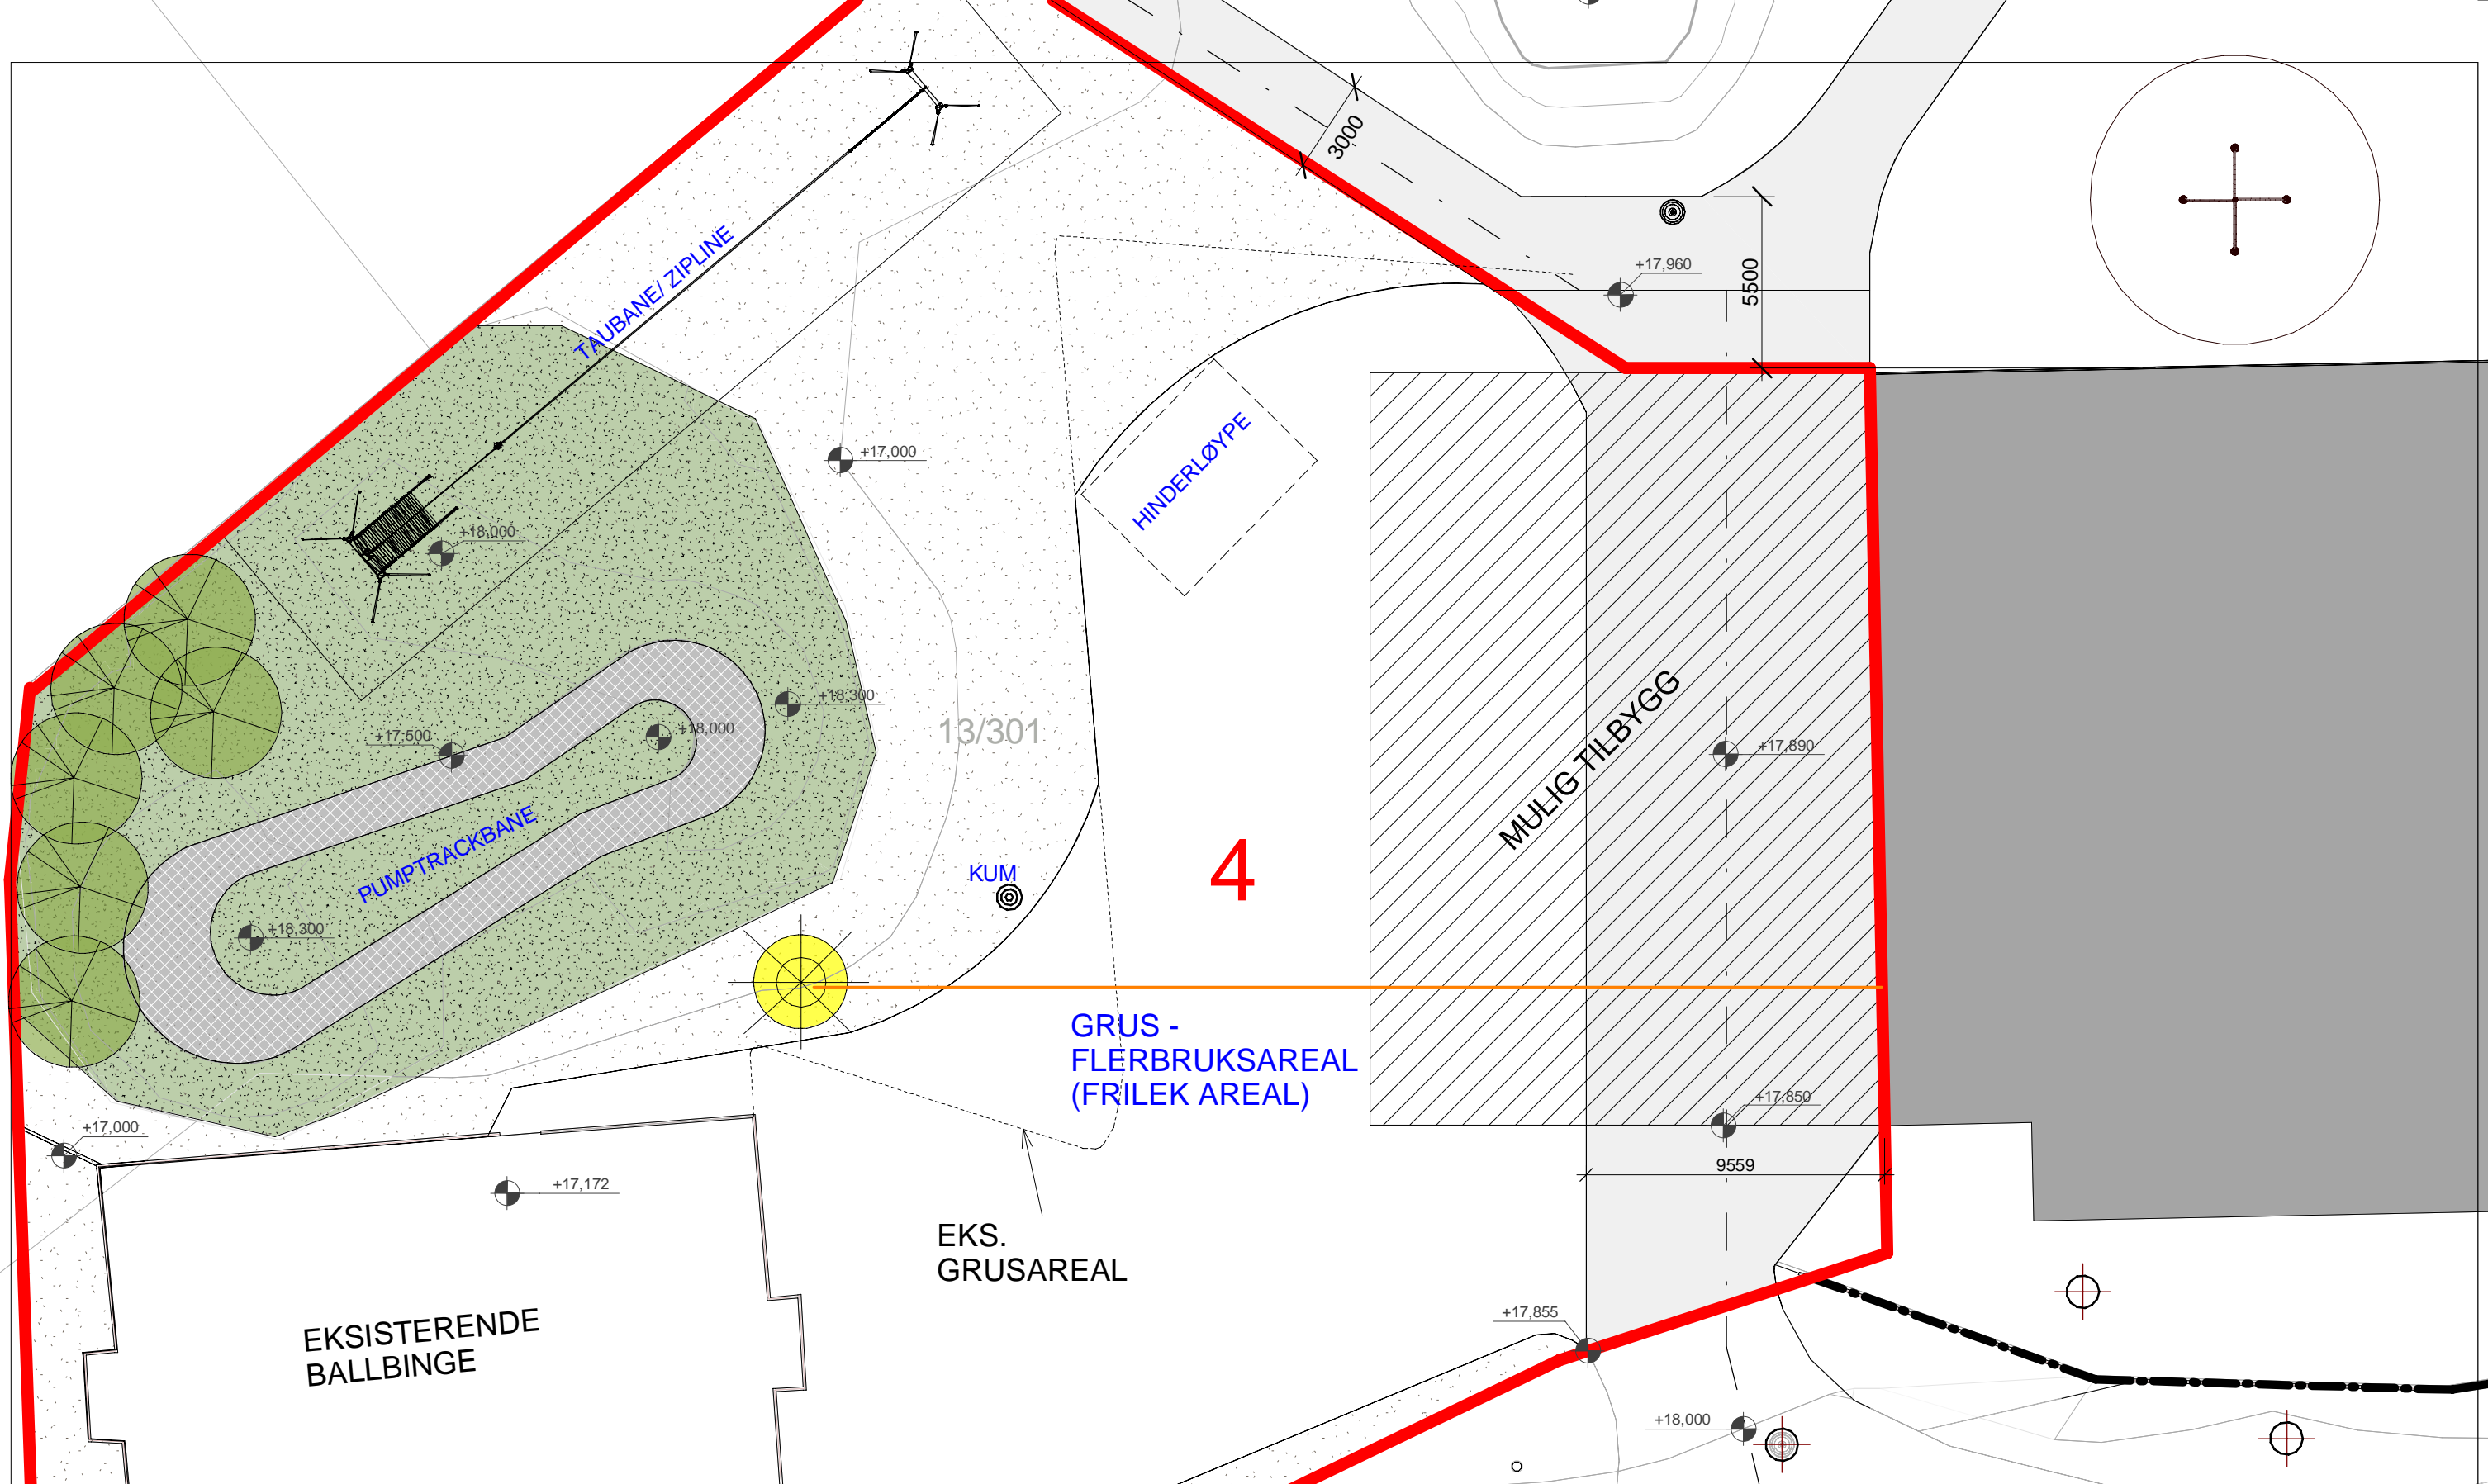 3000
TAUBANE/ ZIPLINE
+17,960
5500
HINDERLØYPE
+17,000
+18,000
+18,300
13/301
+18,000
+17,500
MULIG TILBYGG
+17,890
PUMPTRACKBANE
4
KUM
+18,300
GRUS -
FLERBRUKSAREAL
(FRILEK AREAL)
+17,850
+17,000
9559
+17,172
EKS.
GRUSAREAL
+17,855
EKSISTERENDE
BALLBINGE
+18,000